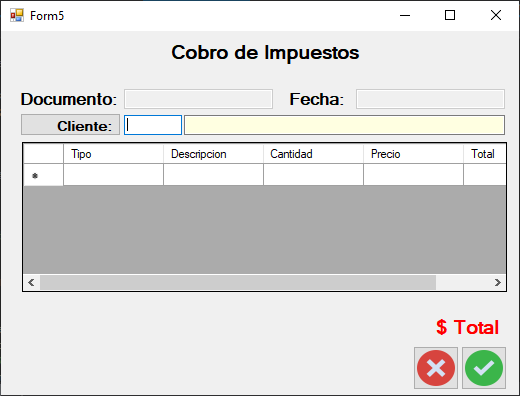 Form5
Cobro de Impuestos
Documento: Fecha:
Cliente:
Tipo Descripcion Cantidad Precio Total
*
$ Total